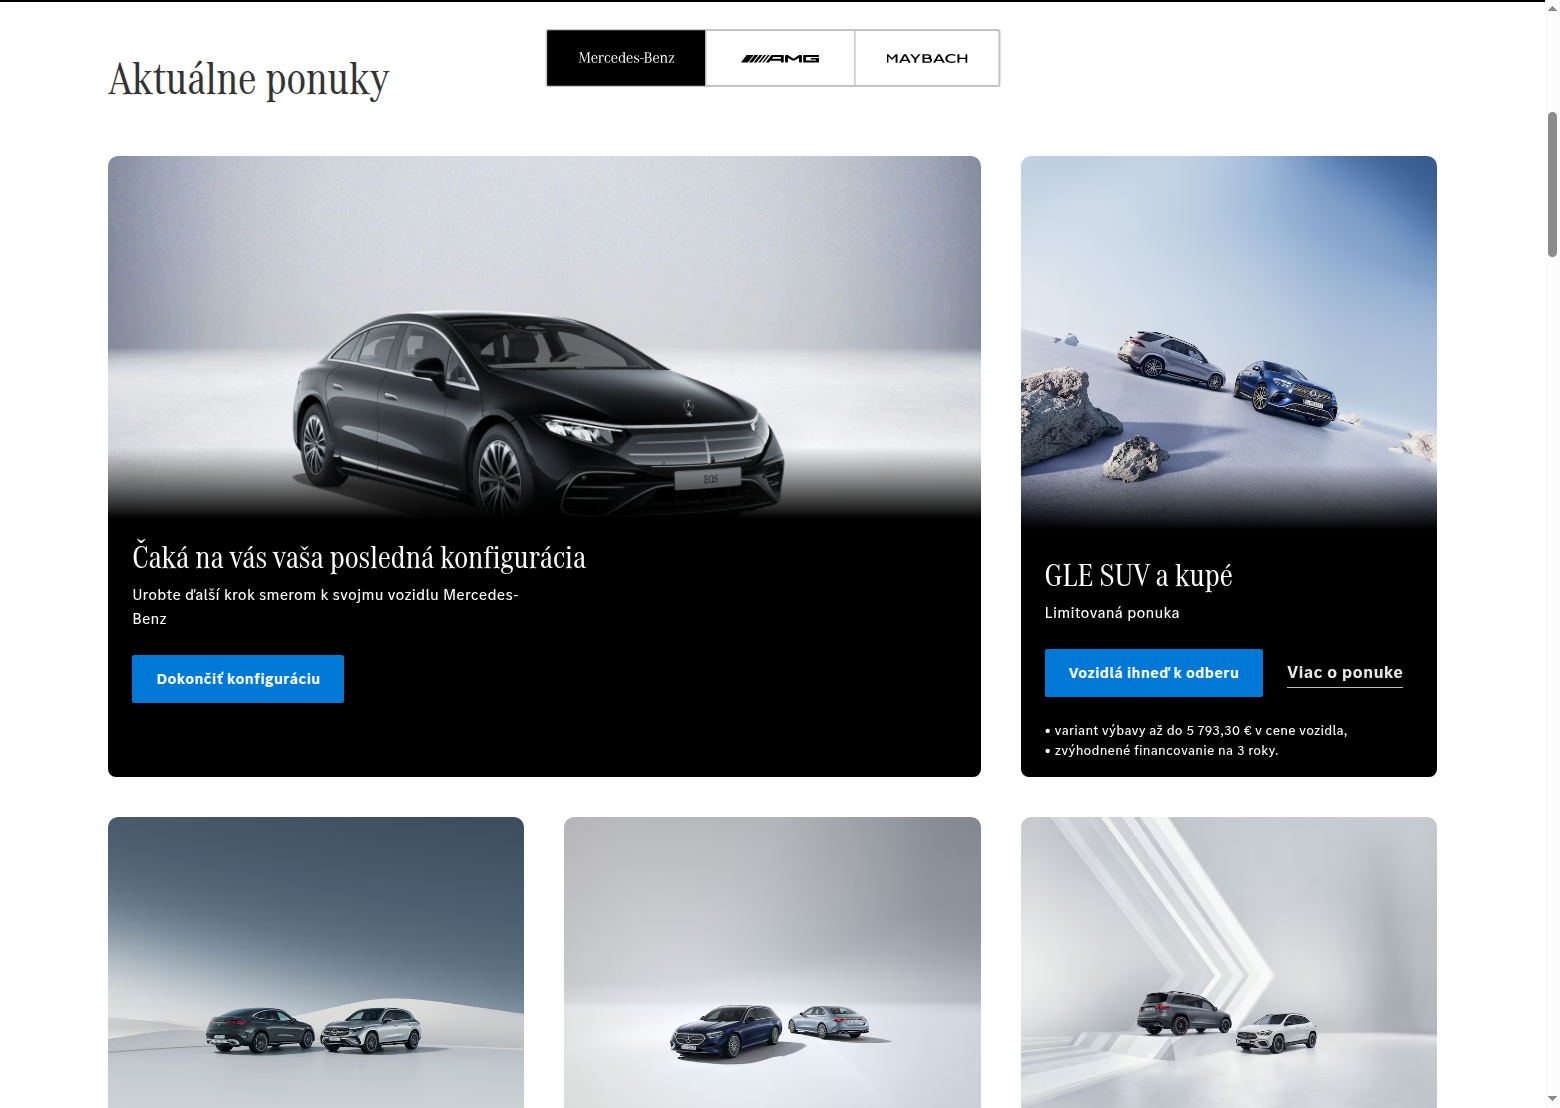 Aktuálne ponuky
Mercedes-Benz
AMG
MAYBACH
EQS
Čaká na vás vaša posledná konfigurácia
Urobte ďalší krok smerom k svojmu vozidlu Mercedes-
Benz
Dokončiť konfiguráciu
GLE SUV a kupé
Limitovaná ponuka
Vozidlá ihneď k odberu
Viac o ponuke
• variant výbavy až do 5 793,30 € v cene vozidla,
• zvýhodnené financovanie na 3 roky.